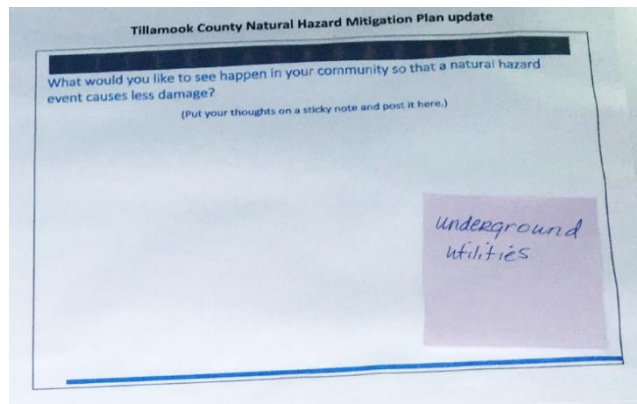 Tillamook County Natural Hazard Mitigation Plan update
What would you like to see happen in your community so that a natural hazard
event causes less damage?
(Put your thoughts on a sticky note and post it here.)
underground
utilities